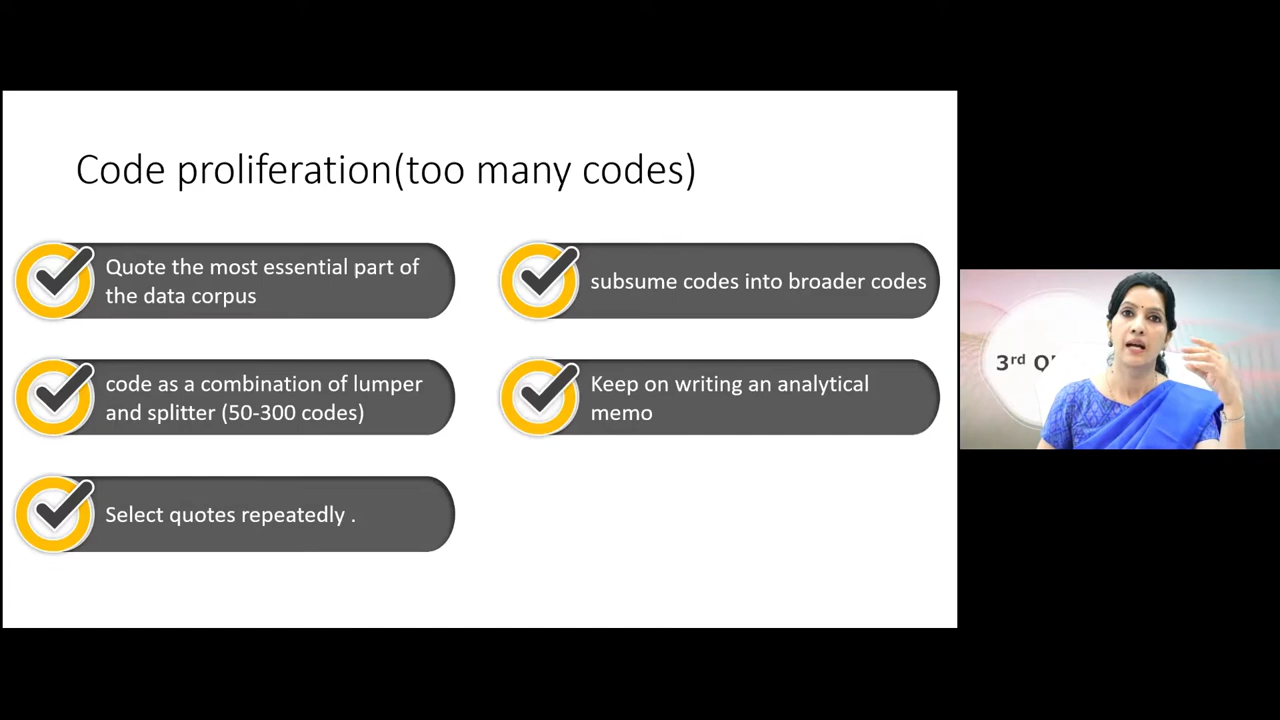 Code proliferation(too many codes)
Quote the most essential part of
the data corpus
code as a combination of lumper
and splitter (50-300 codes)
Select quotes repeatedly .
subsume codes into broader codes
Keep on writing an analytical
memo
3rd